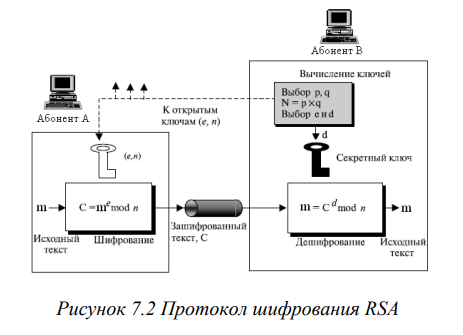 Абонент B
Вычисление ключей
Выбор p, q
N = p × q
Выбор e и d
К открытым
ключам (e, n)
d
Секретный ключ
Абонент A
(e,n)
m
C = mᵉ mod n
Исходный
текст
Шифрование
Зашифрованный
текст, C
m = C ᵈ mod n
m
Дешифрование
Исходный
текст
Рисунок 7.2 Протокол шифрования RSA